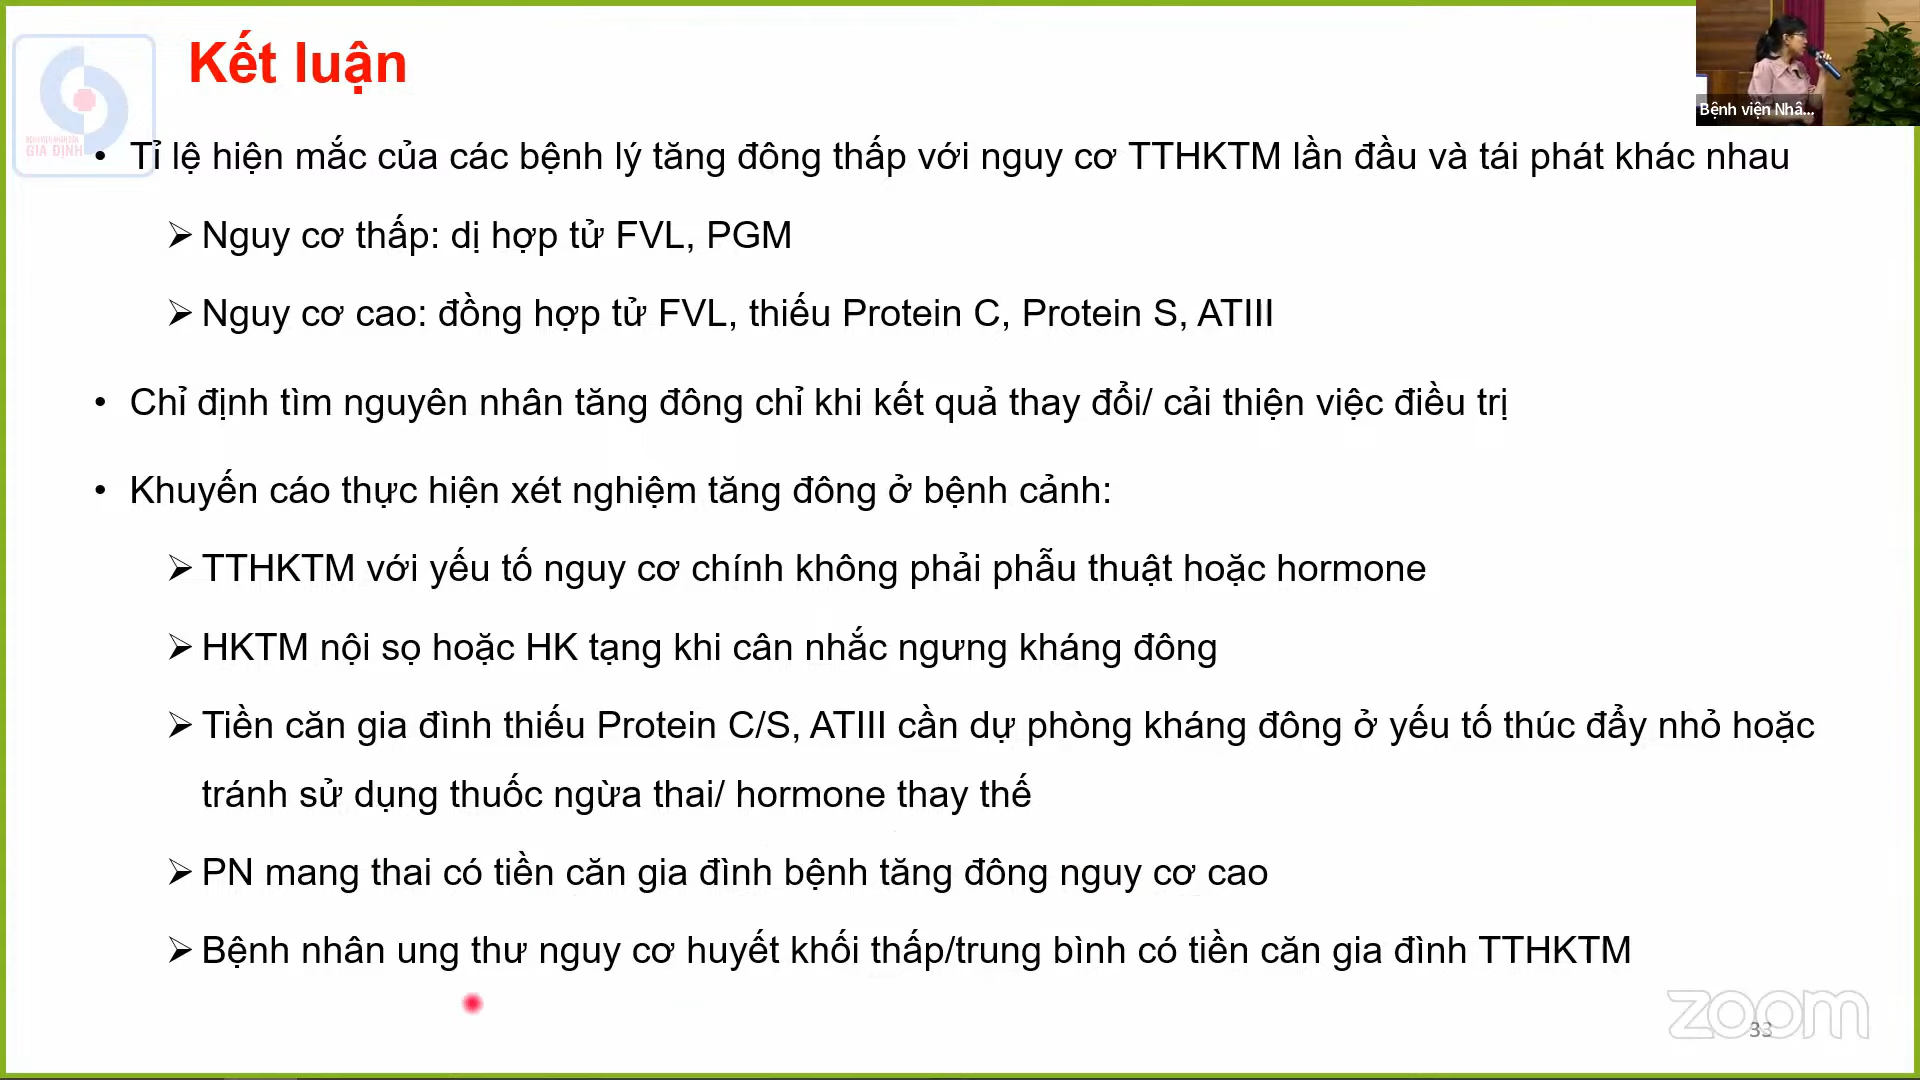 Kết luận
Bệnh viện Nhâ...
BỆNH VIỆN NHÂN DÂN
GIA ĐỊNH
• Tỉ lệ hiện mắc của các bệnh lý tăng đông thấp với nguy cơ TTHKTM lần đầu và tái phát khác nhau
➢ Nguy cơ thấp: dị hợp tử FVL, PGM
➢ Nguy cơ cao: đồng hợp tử FVL, thiếu Protein C, Protein S, ATIII
• Chỉ định tìm nguyên nhân tăng đông chỉ khi kết quả thay đổi/ cải thiện việc điều trị
• Khuyến cáo thực hiện xét nghiệm tăng đông ở bệnh cảnh:
➢ TTHKTM với yếu tố nguy cơ chính không phải phẫu thuật hoặc hormone
➢ HKTM nội sọ hoặc HK tạng khi cân nhắc ngưng kháng đông
➢ Tiền căn gia đình thiếu Protein C/S, ATIII cần dự phòng kháng đông ở yếu tố thúc đẩy nhỏ hoặc
tránh sử dụng thuốc ngừa thai/ hormone thay thế
➢ PN mang thai có tiền căn gia đình bệnh tăng đông nguy cơ cao
➢ Bệnh nhân ung thư nguy cơ huyết khối thấp/trung bình có tiền căn gia đình TTHKTM
zoom
33